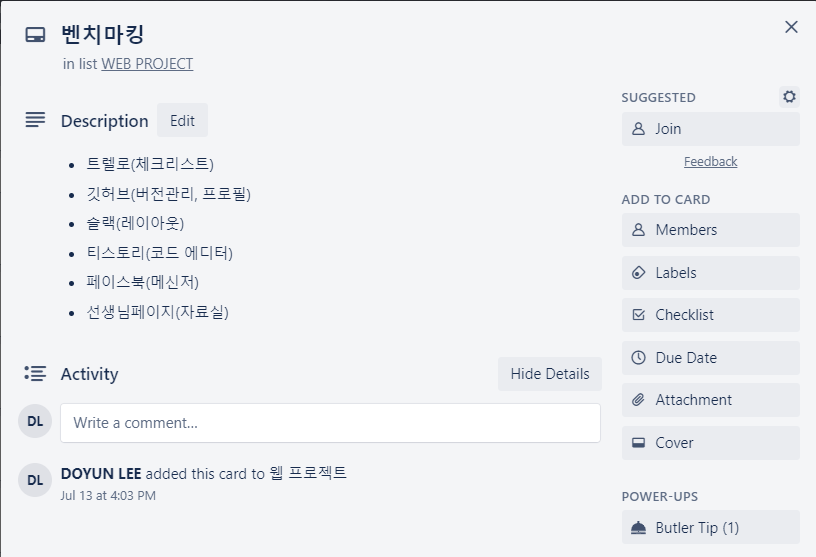 벤치마킹
in list WEB PROJECT
Description Edit
트렐로(체크리스트)
깃허브(버전관리, 프로필)
슬랙(레이아웃)
티스토리(코드 에디터)
페이스북(메신저)
선생님페이지(자료실)
Activity Hide Details
DL Write a comment...
DL DOYUN LEE added this card to 웹 프로젝트
Jul 13 at 4:03 PM
SUGGESTED
Join
Feedback
ADD TO CARD
Members
Labels
Checklist
Due Date
Attachment
Cover
POWER-UPS
Butler Tip (1)